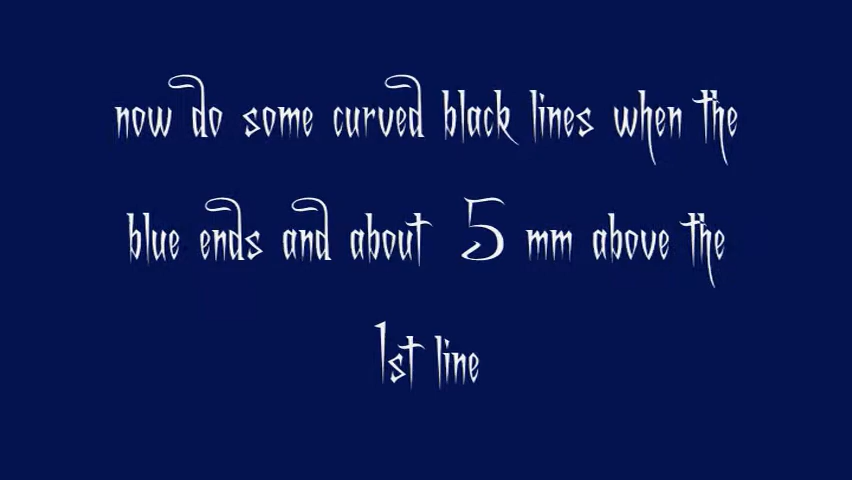 now do some curved black lines when the
blue ends and about 5 mm above the
1st line